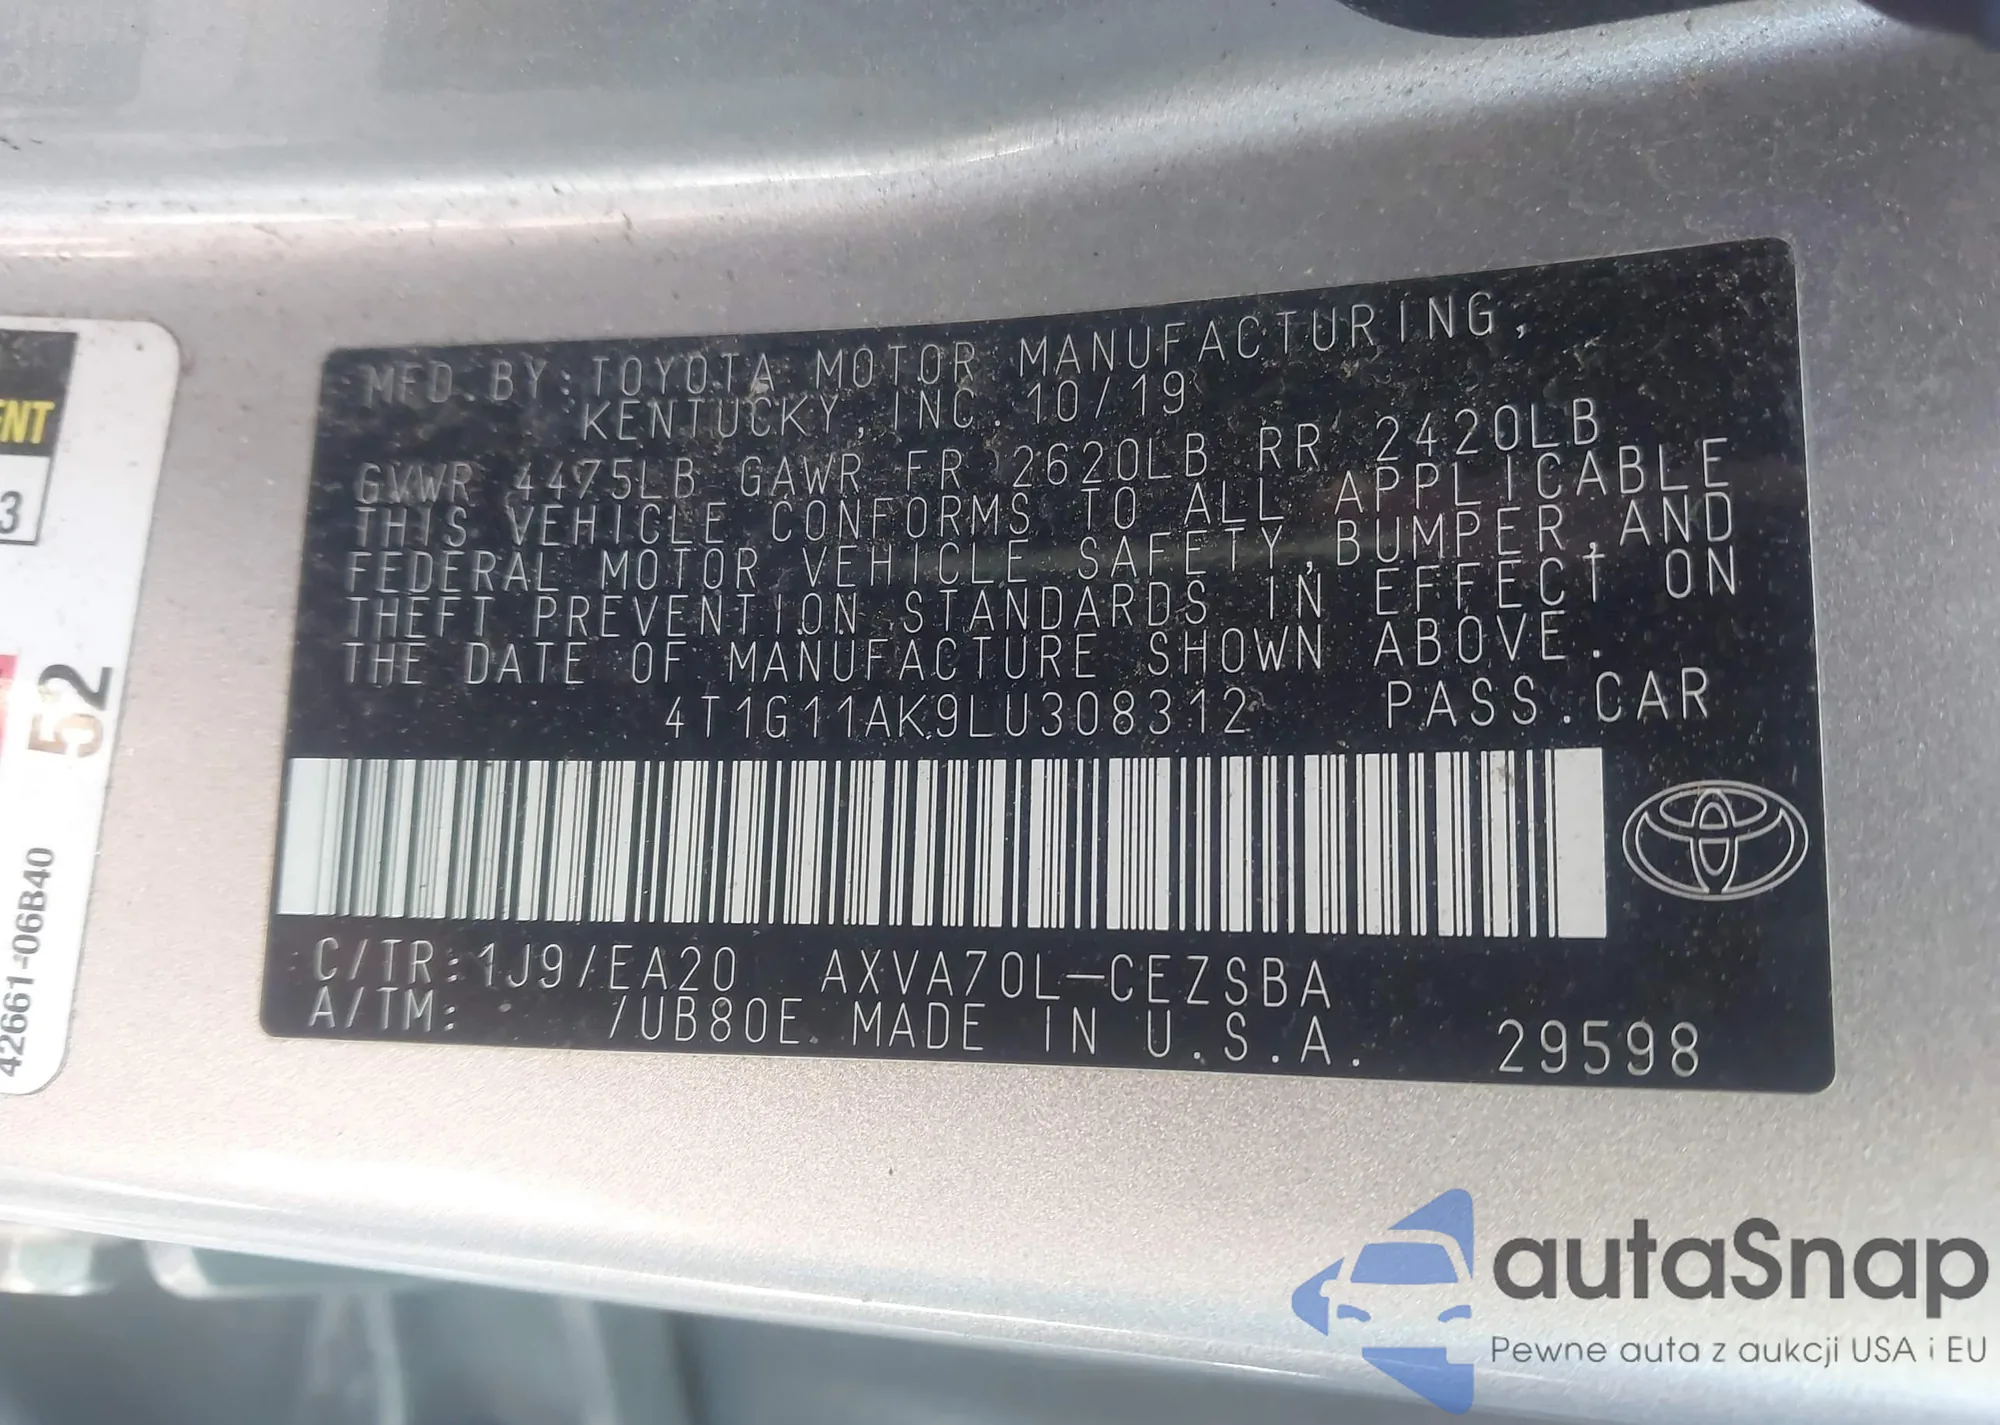 MFD.BY:TOYOTA MOTOR MANUFACTURING,
KENTUCKY,INC. 10/19
GVWR 4475LB GAWR FR 2620LB RR 2420LB
THIS VEHICLE CONFORMS TO ALL APPLICABLE
FEDERAL MOTOR VEHICLE SAFETY,BUMPER,AND
THEFT PREVENTION STANDARDS IN EFFECT ON
THE DATE OF MANUFACTURE SHOWN ABOVE.
4T1G11AK9LU308312 PASS.CAR
C/TR:1J9/EA20 AXVA70L-CEZSBA
A/TM: /UB80E MADE IN U.S.A. 29598
3
52
42661-06B40
autaSnap
Pewne auta z aukcji USA i EU